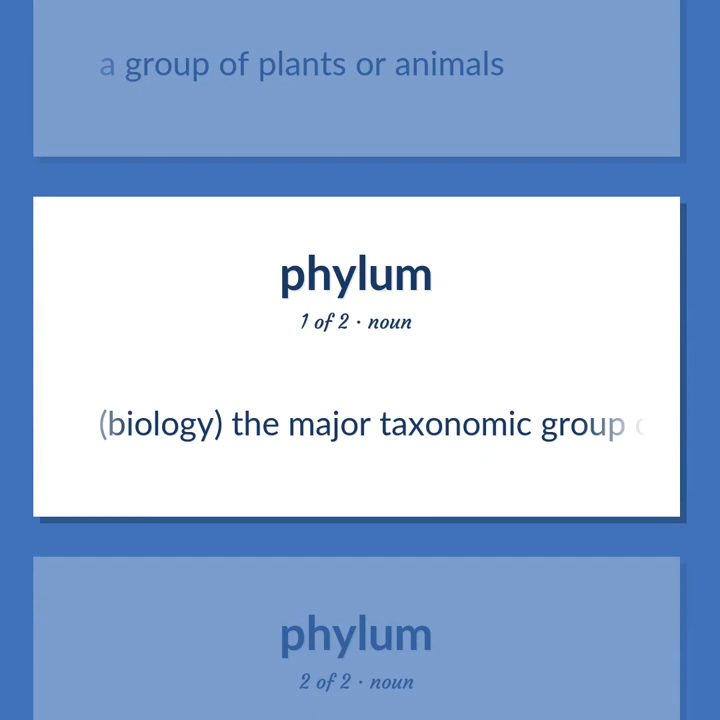 a group of plants or animals
phylum
1 of 2 · noun
(biology) the major taxonomic group
phylum
2 of 2 · noun